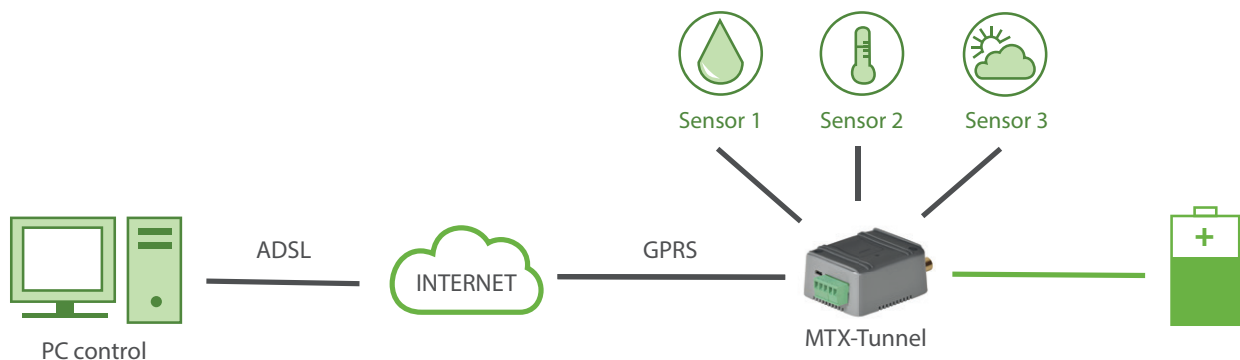 Sensor 1
Sensor 2
Sensor 3
ADSL
INTERNET
GPRS
+
MTX-Tunnel
PC control